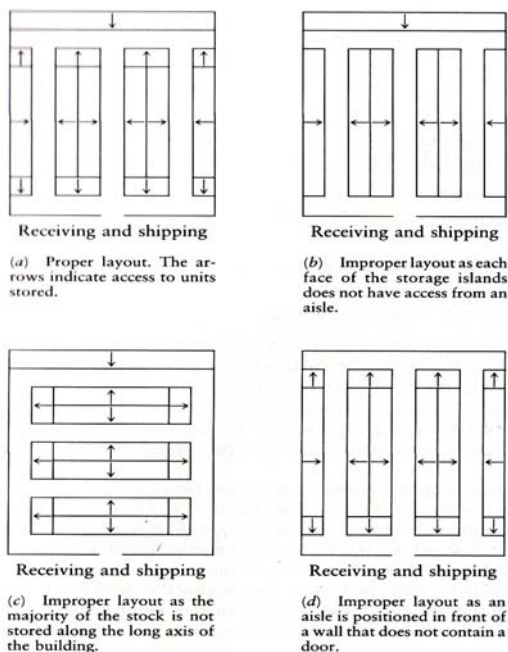 Receiving and shipping
(a) Proper layout. The ar-
rows indicate access to units
stored.
Receiving and shipping
(b) Improper layout as each
face of the storage islands
does not have access from an
aisle.
Receiving and shipping
(c) Improper layout as the
majority of the stock is not
stored along the long axis of
the building.
Receiving and shipping
(d) Improper layout as an
aisle is positioned in front of
a wall that does not contain a
door.